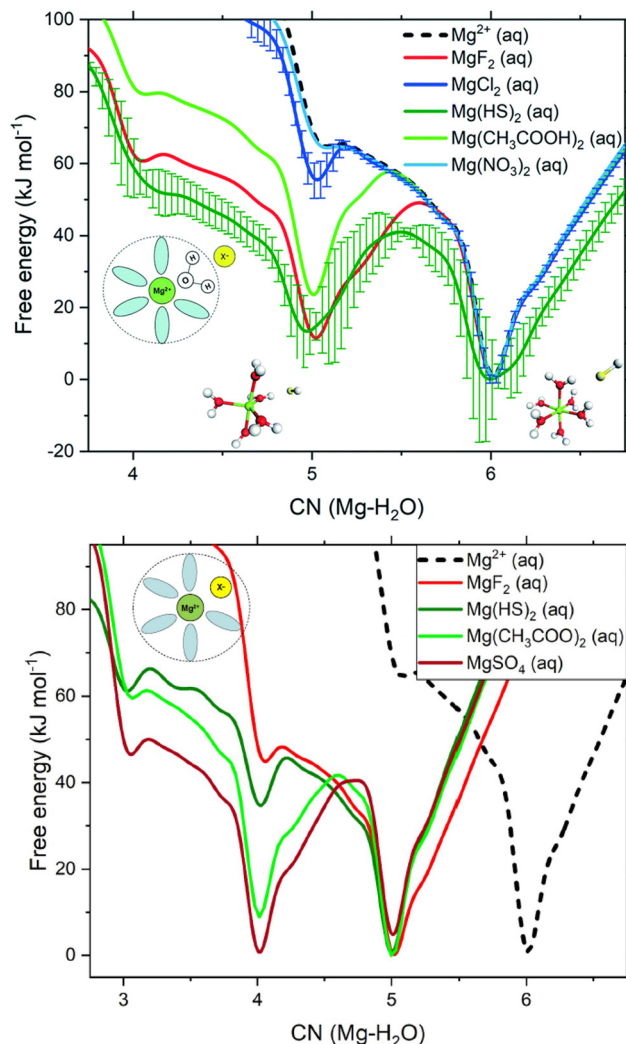 100
80
60
40
20
0
-20
Free energy (kJ mol⁻¹)
Mg²⁺ (aq)
MgF₂ (aq)
MgCl₂ (aq)
Mg(HS)₂ (aq)
Mg(CH₃COOH)₂ (aq)
Mg(NO₃)₂ (aq)
H
X⁻
O
H
Mg²⁺
4
5
6
CN (Mg-H₂O)
80
60
40
20
0
Free energy (kJ mol⁻¹)
X⁻
Mg²⁺
Mg²⁺ (aq)
MgF₂ (aq)
Mg(HS)₂ (aq)
Mg(CH₃COO)₂ (aq)
MgSO₄ (aq)
3
4
5
6
CN (Mg-H₂O)